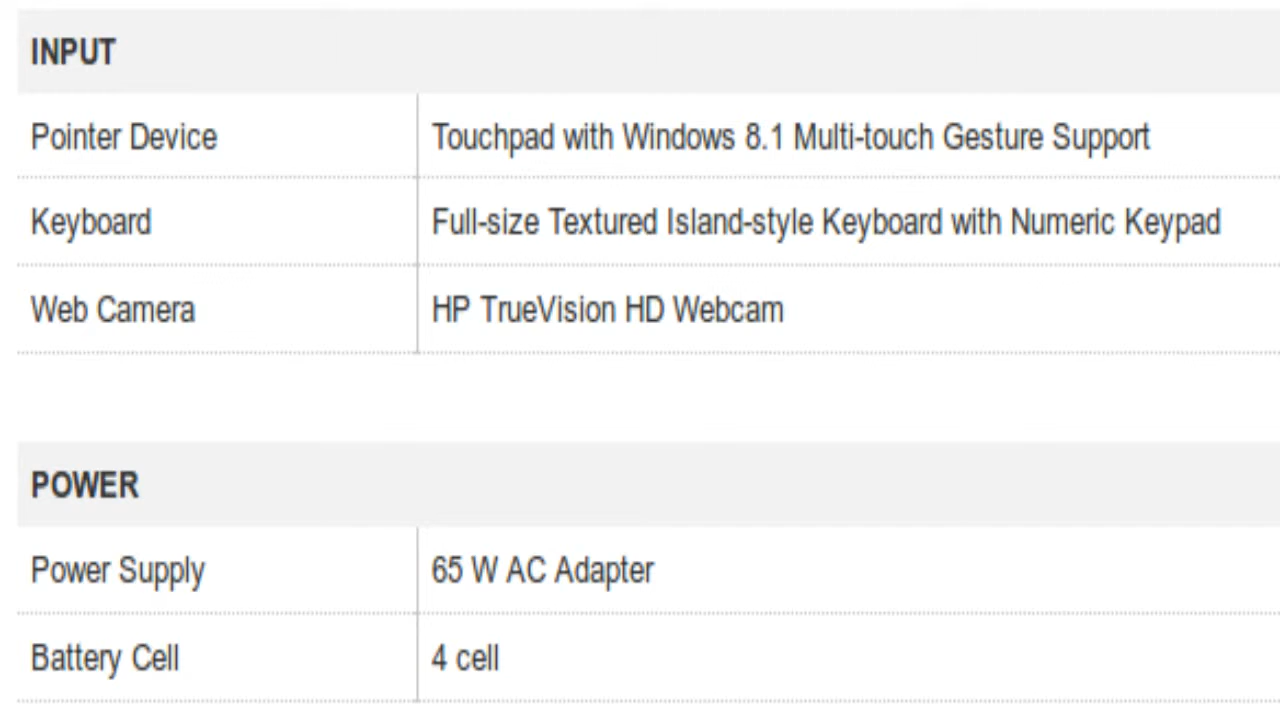 INPUT
Pointer Device Touchpad with Windows 8.1 Multi-touch Gesture Support
Keyboard Full-size Textured Island-style Keyboard with Numeric Keypad
Web Camera HP TrueVision HD Webcam
POWER
Power Supply 65 W AC Adapter
Battery Cell 4 cell